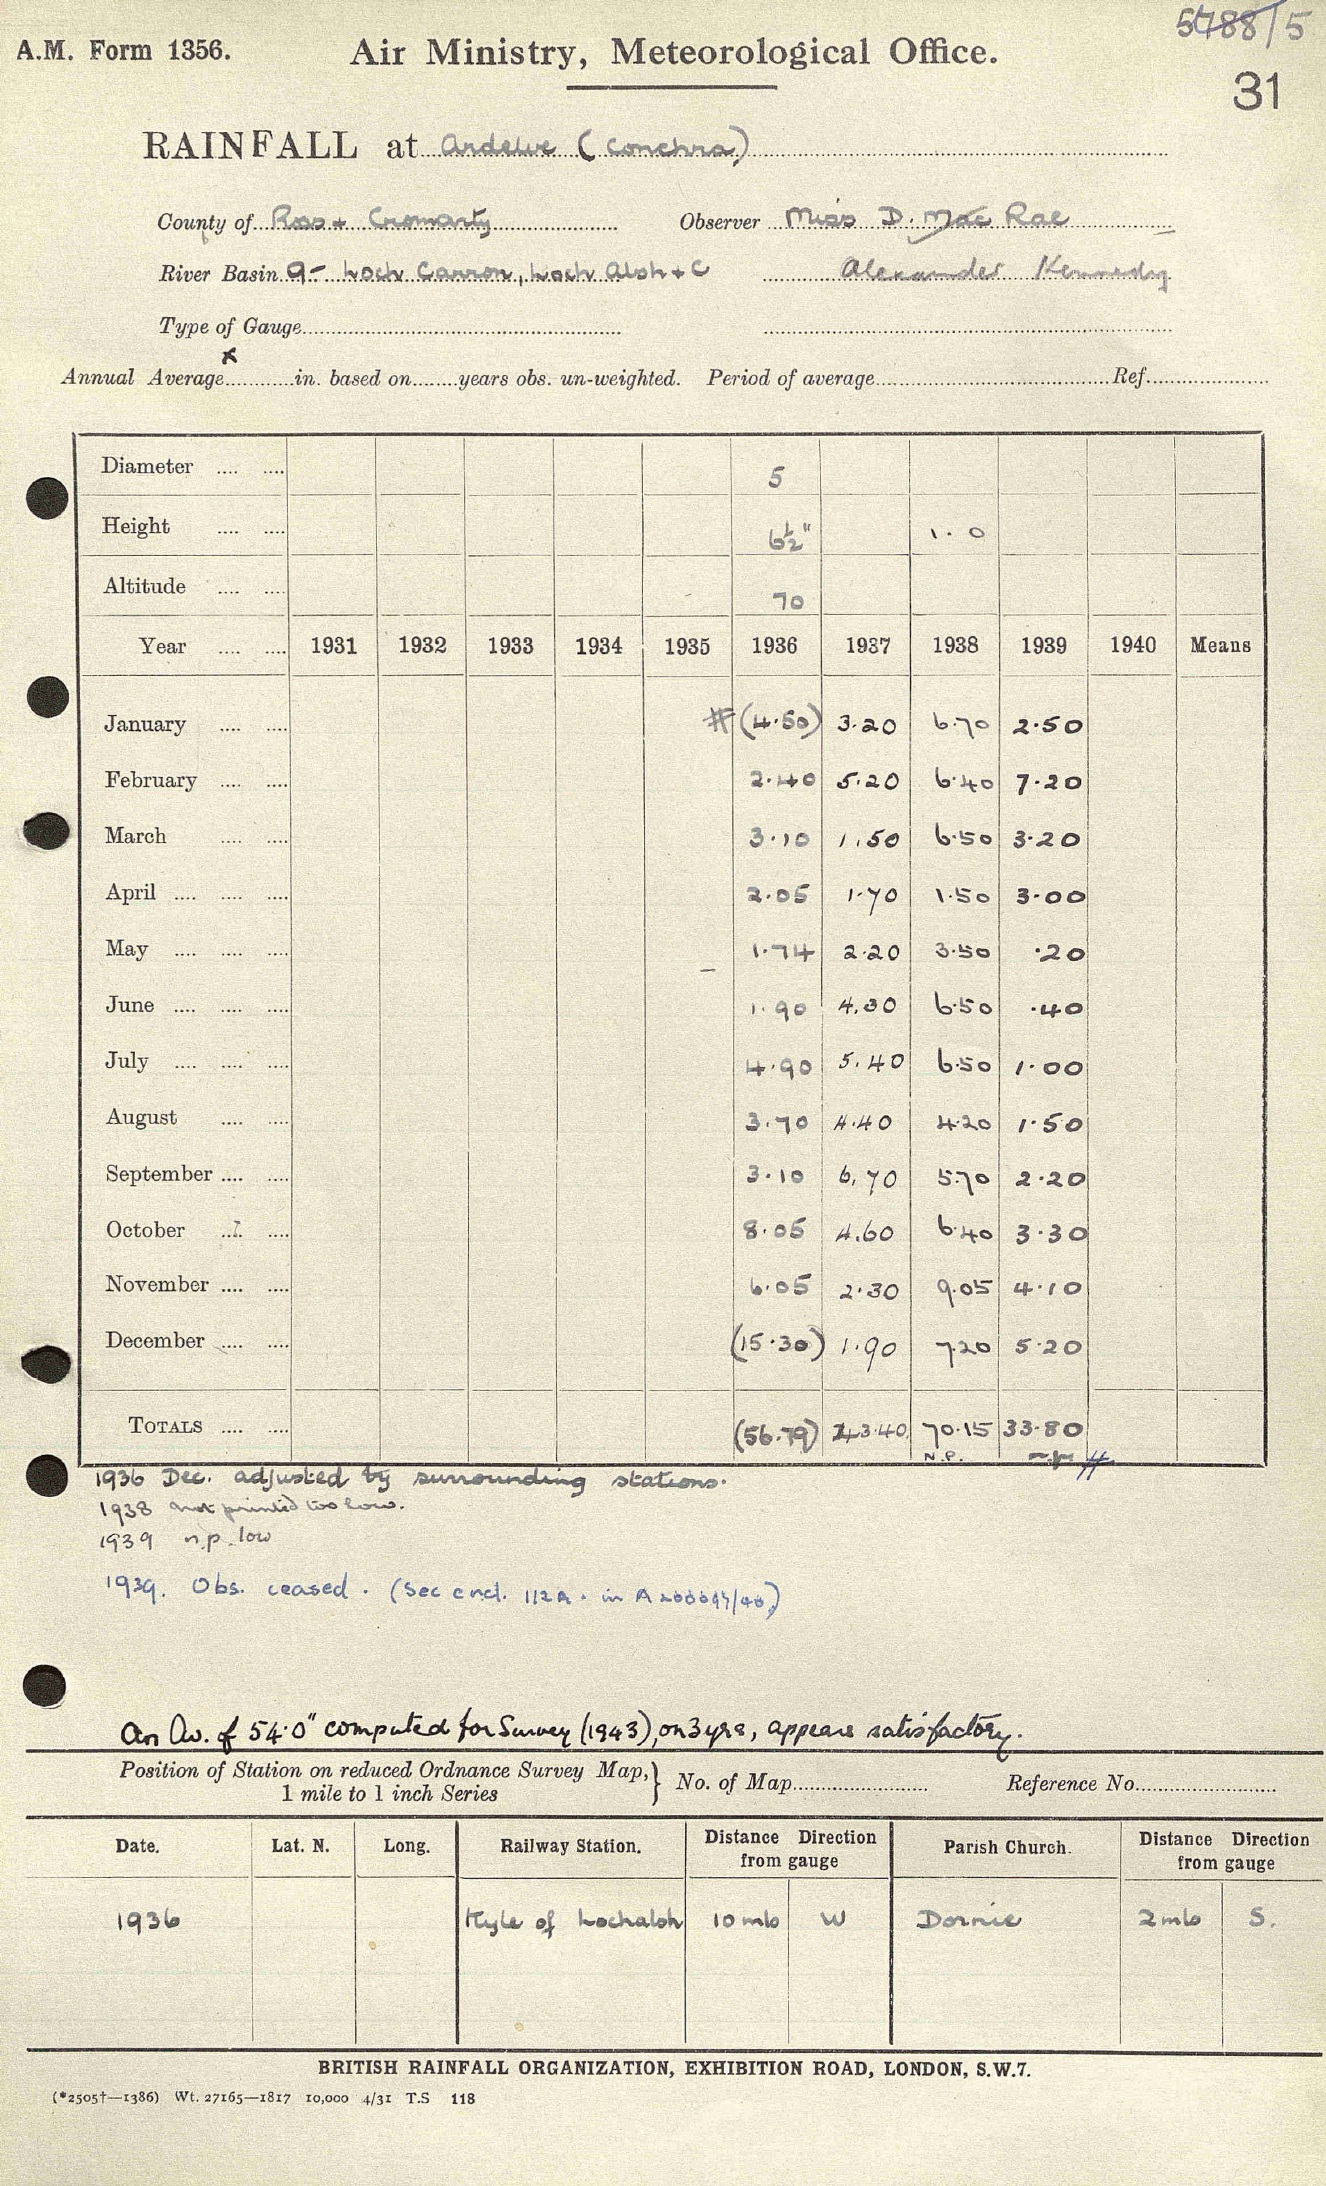 5788/5
A.M. Form 1356. Air Ministry, Meteorological Office.
31
RAINFALL at Ardelve (Conchra)
County of Ross + Cromarty Observer Miss D. Mac Rae
River Basin 9- Loch Carron, Loch Alsh + C Alexander Kennedy
Type of Gauge
x
Annual Average in. based on years obs. un-weighted. Period of average Ref.
Diameter .... .... 5
Height .... .... 6½" 1.0
Altitude .... .... 70
Year .... .... 1931 1932 1933 1934 1935 1936 1937 1938 1939 1940 Means
January .... .... # (4.50) 3.20 6.70 2.50
February .... .... 2.40 5.20 6.40 7.20
March .... .... 3.10 1.50 6.50 3.20
April .... .... .... 2.05 1.70 1.50 3.00
May .... .... .... 1.74 2.20 3.50 .20
June .... .... .... 1.90 4.30 6.50 .40
July .... .... .... 4.90 5.40 6.50 1.00
August .... .... 3.70 4.40 4.20 1.50
September .... .... 3.10 6.70 5.70 2.20
October .... .... 8.05 4.60 6.40 3.30
November .... .... 6.05 2.30 9.05 4.10
December .... .... (15.30) 1.90 7.20 5.20
TOTALS .... .... (56.79) 43.40 70.15 33.80
N.P. n.p. #
1936 Dec. adjusted by surrounding stations.
1938 not printed too low.
1939 n.p. low
1939. Obs. ceased. (See encl. 112A. in
An Av. of 54.0" computed for Survey (1943), on 3 yrs, appears satisfactory.
Position of Station on reduced Ordnance Survey Map, } No. of Map Reference No.
1 mile to 1 inch Series
Date. Lat. N. Long. Railway Station. Distance Direction from gauge Parish Church. Distance Direction from gauge
1936 Kyle of Lochalsh 10 mls W Dornie 2 mls S.
BRITISH RAINFALL ORGANIZATION, EXHIBITION ROAD, LONDON, S.W.7.
(*2505†—1386) Wt. 27165—1817 10,000 4/31 T.S 118